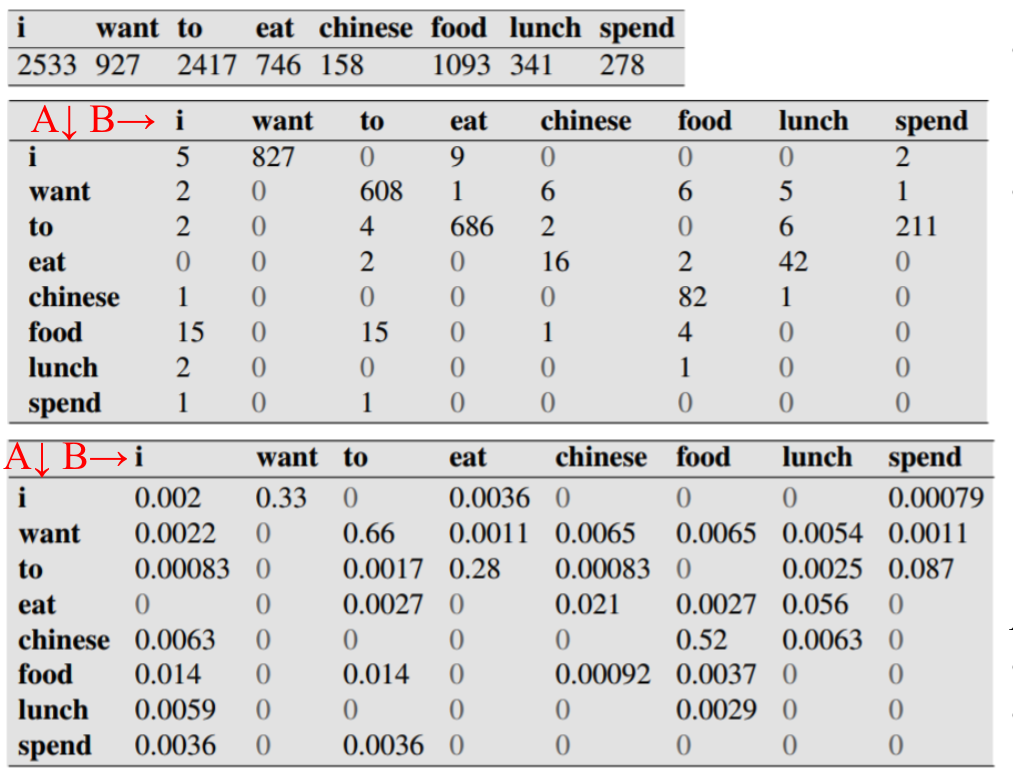 i want to eat chinese food lunch spend
2533 927 2417 746 158 1093 341 278
A↓ B→ i want to eat chinese food lunch spend
i 5 827 0 9 0 0 0 2
want 2 0 608 1 6 6 5 1
to 2 0 4 686 2 0 6 211
eat 0 0 2 0 16 2 42 0
chinese 1 0 0 0 0 82 1 0
food 15 0 15 0 1 4 0 0
lunch 2 0 0 0 0 1 0 0
spend 1 0 1 0 0 0 0 0
A↓ B→ i want to eat chinese food lunch spend
i 0.002 0.33 0 0.0036 0 0 0 0.00079
want 0.0022 0 0.66 0.0011 0.0065 0.0065 0.0054 0.0011
to 0.00083 0 0.0017 0.28 0.00083 0 0.0025 0.087
eat 0 0 0.0027 0 0.021 0.0027 0.056 0
chinese 0.0063 0 0 0 0 0.52 0.0063 0
food 0.014 0 0.014 0 0.00092 0.0037 0 0
lunch 0.0059 0 0 0 0 0.0029 0 0
spend 0.0036 0 0.0036 0 0 0 0 0